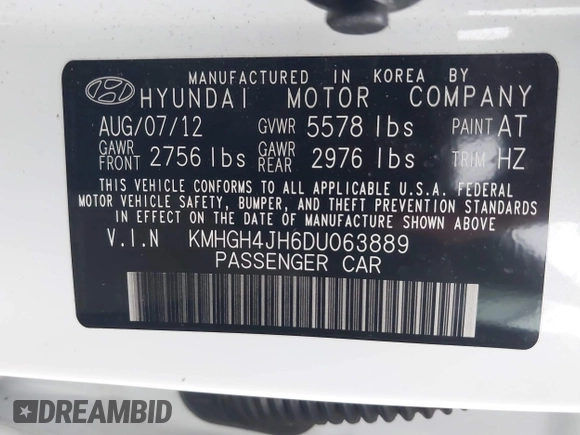 MANUFACTURED IN KOREA BY
HYUNDAI MOTOR COMPANY
AUG/07/12 GVWR 5578 lbs PAINT AT
GAWR FRONT 2756 lbs GAWR REAR 2976 lbs TRIM HZ
THIS VEHICLE CONFORMS TO ALL APPLICABLE U.S.A. FEDERAL
MOTOR VEHICLE SAFETY, BUMPER, AND THEFT PREVENTION STANDARDS
IN EFFECT ON THE DATE OF MANUFACTURE SHOWN ABOVE.
V.I.N KMHGH4JH6DU063889
PASSENGER CAR
DREAMBID